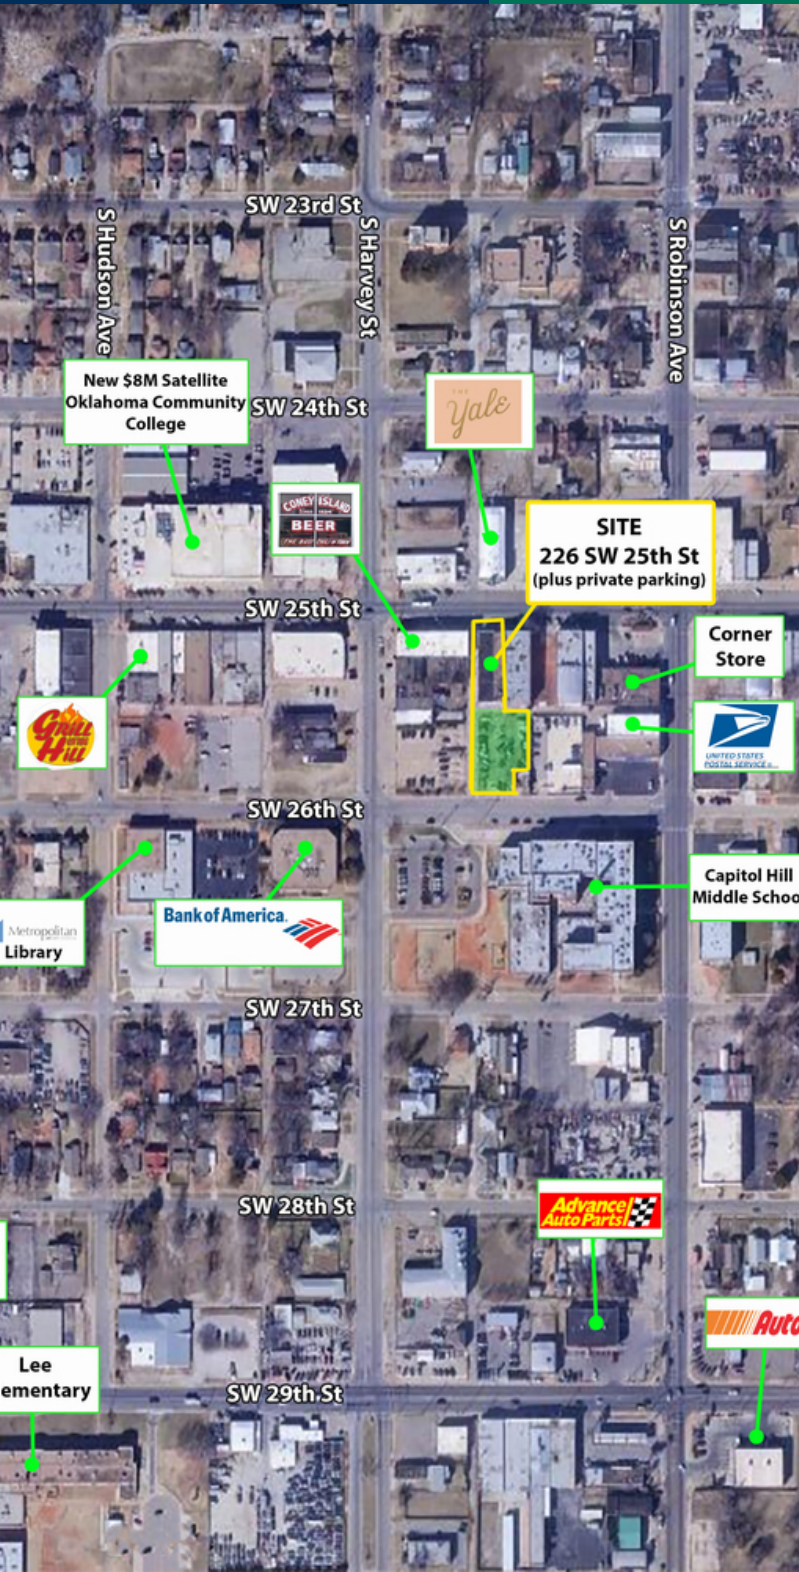 SW 23rd St
S Hudson Ave
S Harvey St
S Robinson Ave
New $8M Satellite
Oklahoma Community
College
SW 24th St
THE
Yale
CONEY ISLAND
BEER
SITE
226 SW 25th St
(plus private parking)
SW 25th St
Corner
Store
GRILL
HILL
UNITED STATES
POSTAL SERVICE
SW 26th St
Capitol Hill
Middle Schoo
Bank of America.
Metropolitan
Library
SW 27th St
SW 28th St
Advance
Auto Parts
Auto
Lee
ementary
SW 29th St